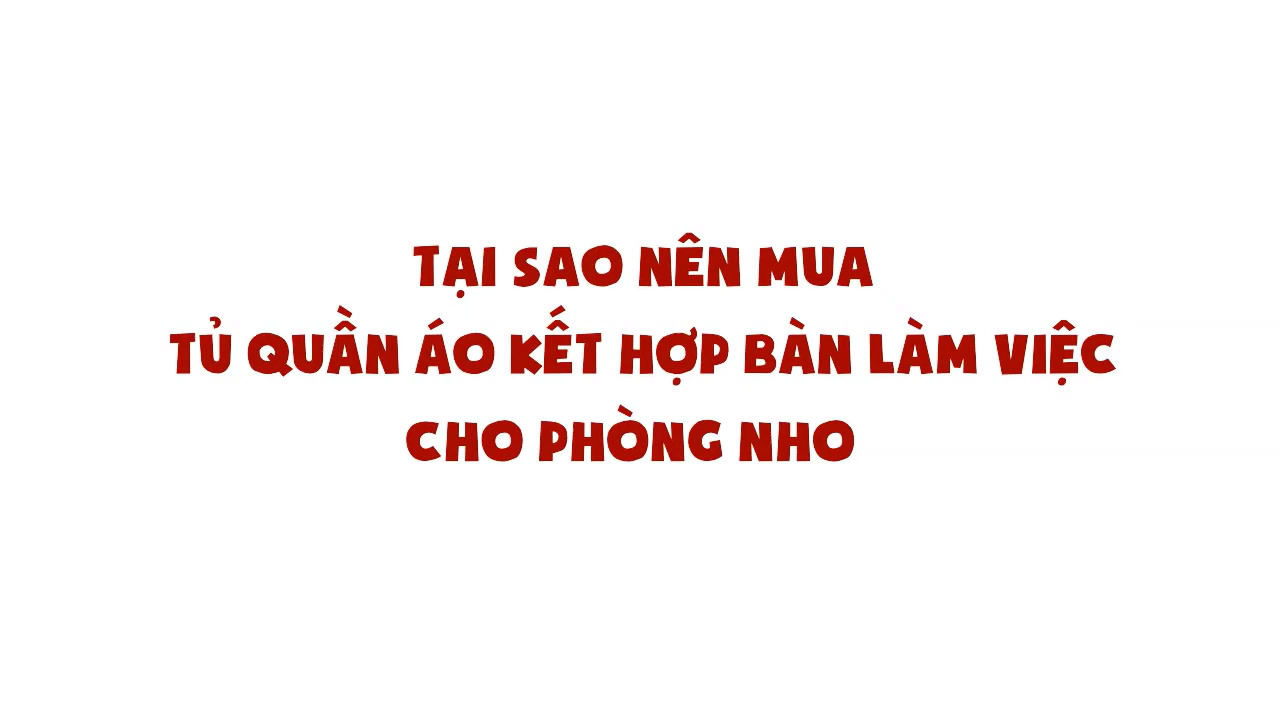 TẠI SAO NÊN MUA
TỦ QUẦN ÁO KẾT HỢP BÀN LÀM VIỆC
CHO PHÒNG NHO